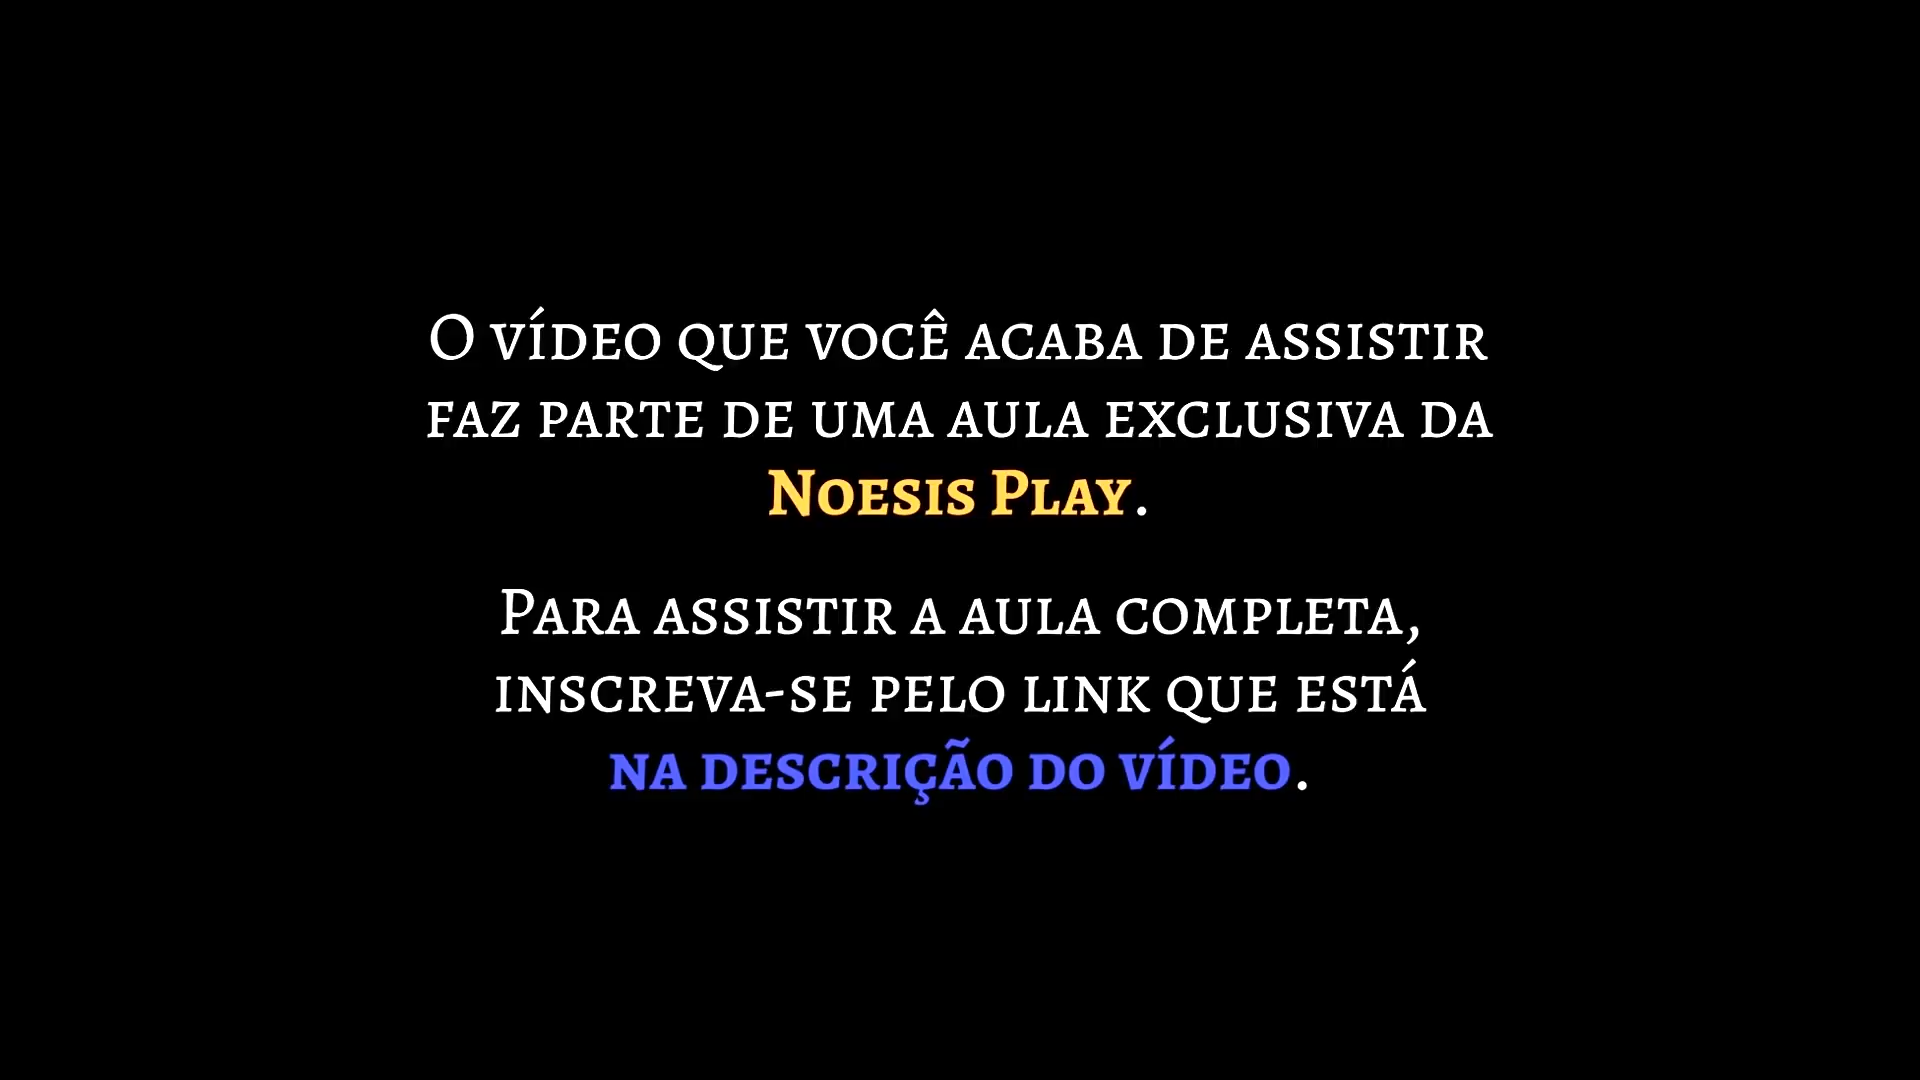 O vídeo que você acaba de assistir
faz parte de uma aula exclusiva da
Noesis Play.
Para assistir a aula completa,
inscreva-se pelo link que está
na descrição do vídeo.